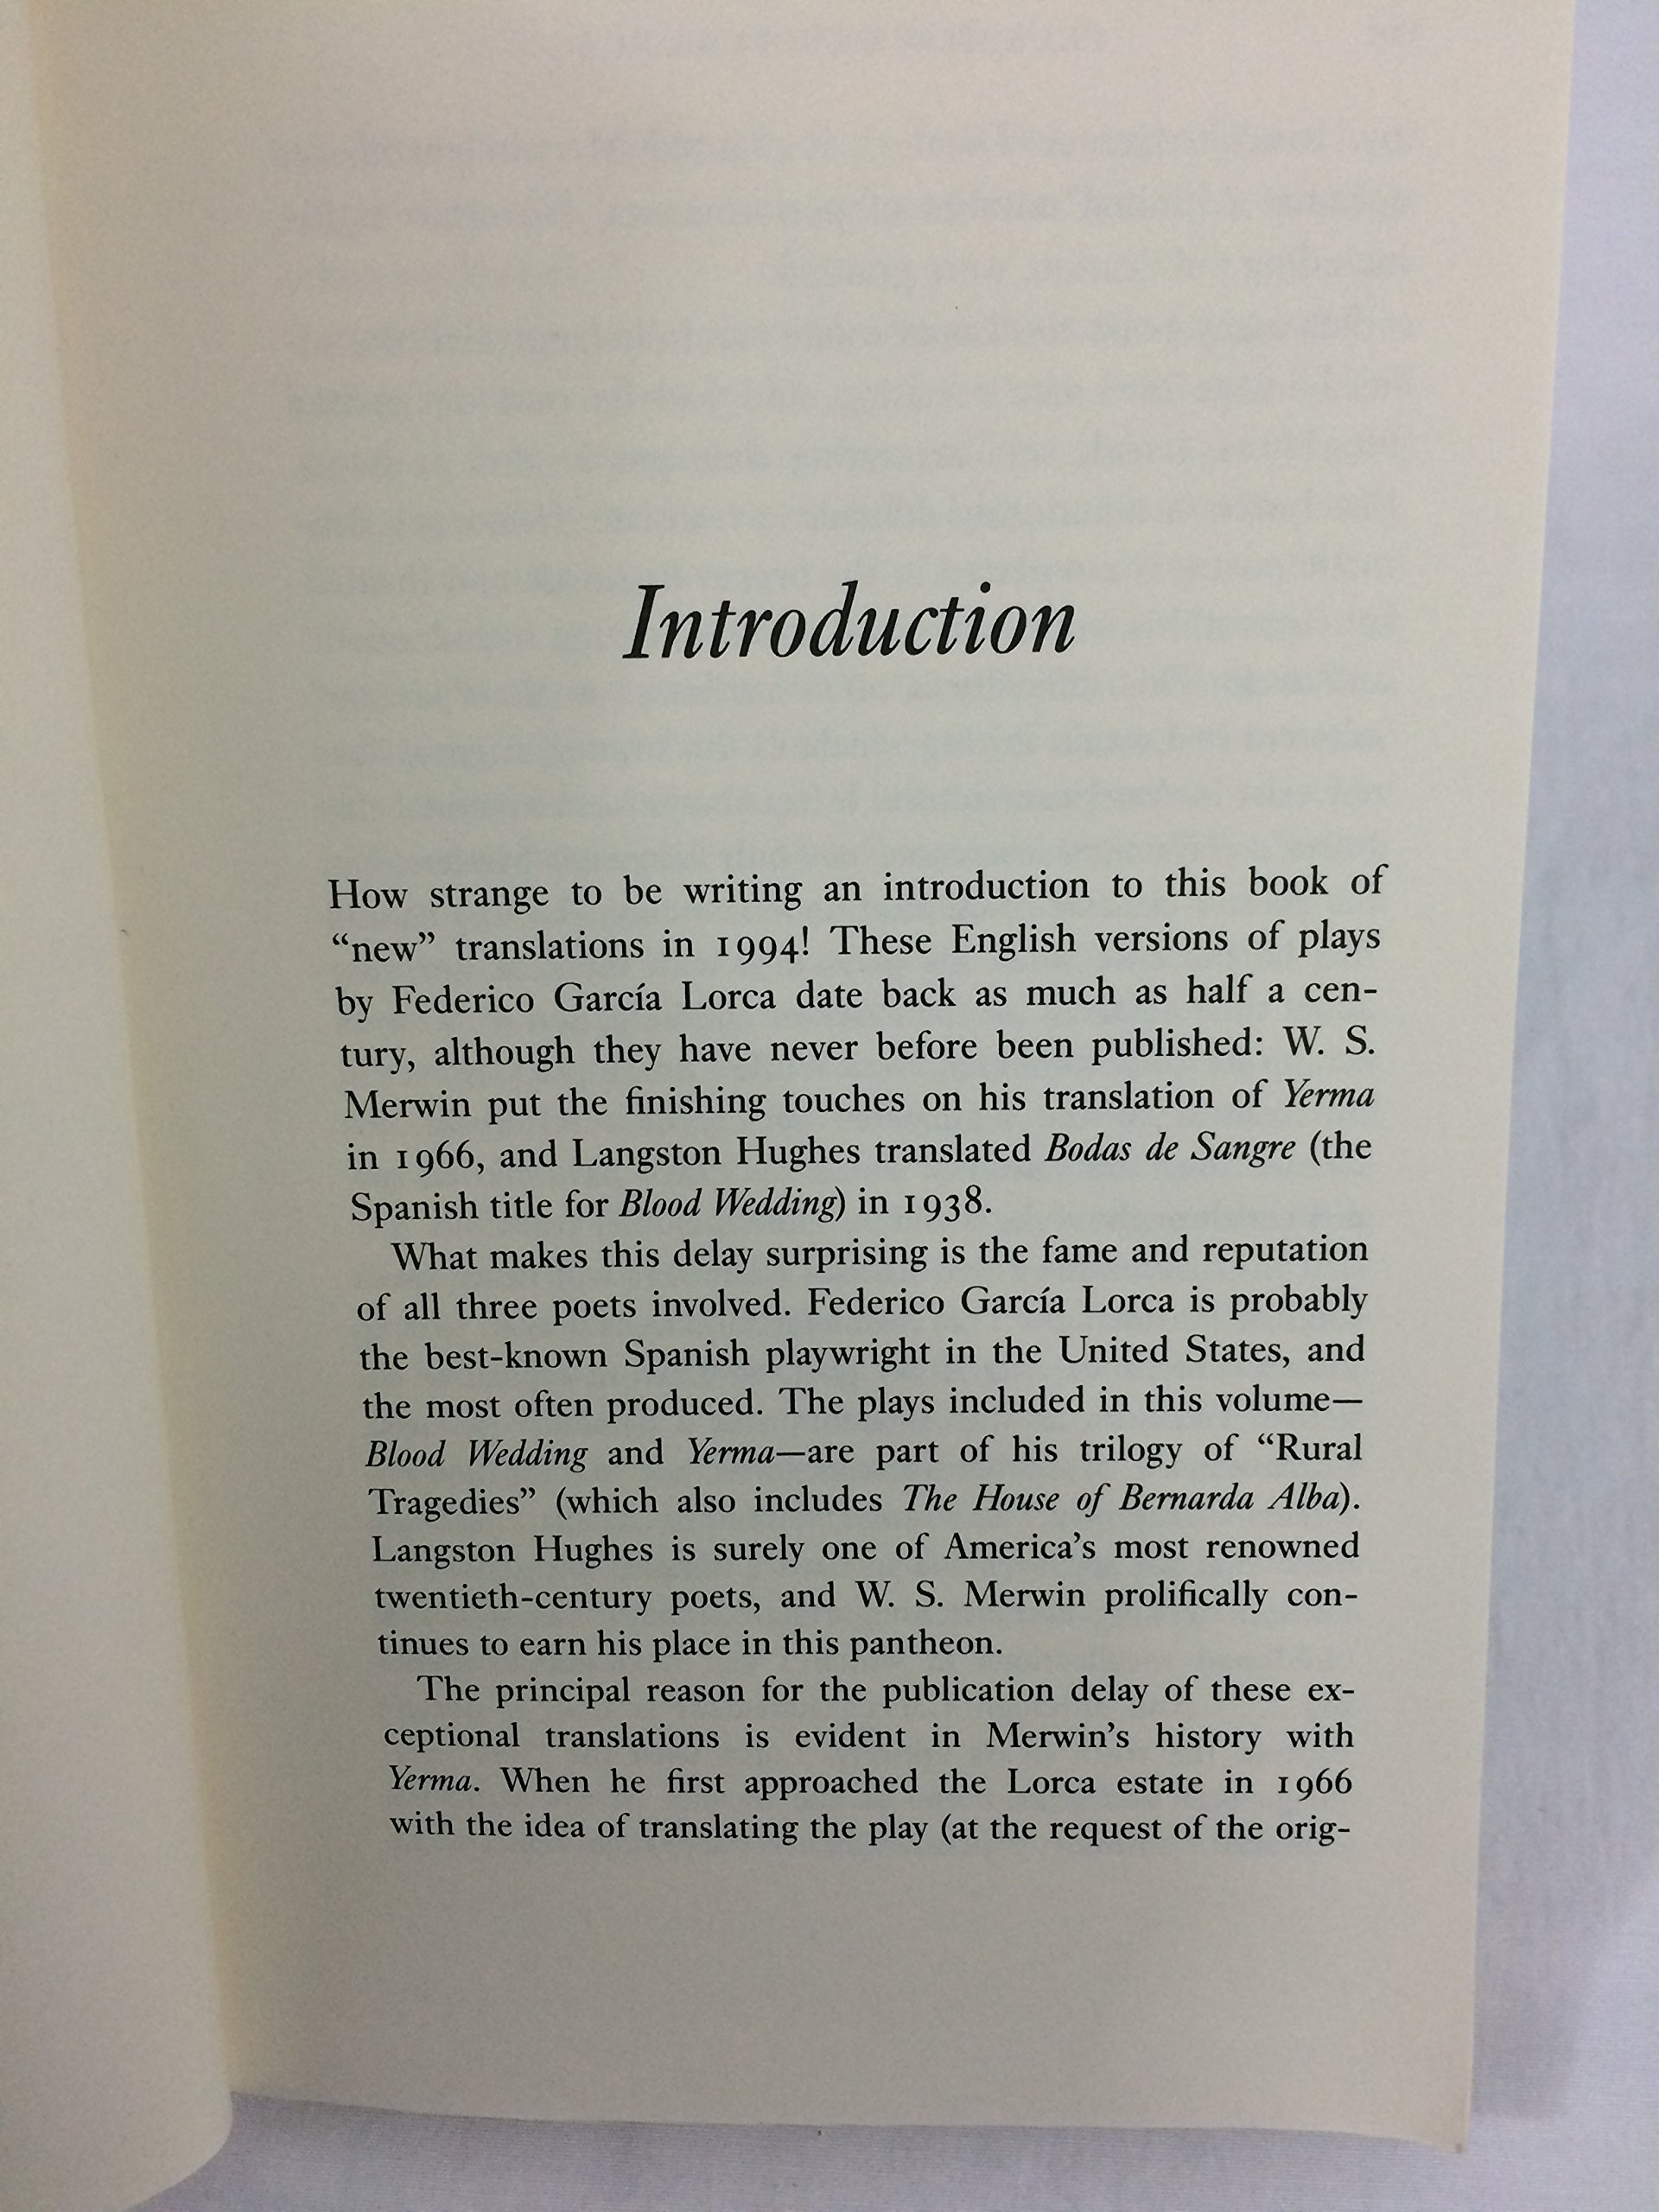 Introduction
How strange to be writing an introduction to this book of
“new” translations in 1994! These English versions of plays
by Federico García Lorca date back as much as half a cen-
tury, although they have never before been published: W. S.
Merwin put the finishing touches on his translation of Yerma
in 1966, and Langston Hughes translated Bodas de Sangre (the
Spanish title for Blood Wedding) in 1938.
What makes this delay surprising is the fame and reputation
of all three poets involved. Federico García Lorca is probably
the best-known Spanish playwright in the United States, and
the most often produced. The plays included in this volume—
Blood Wedding and Yerma—are part of his trilogy of “Rural
Tragedies” (which also includes The House of Bernarda Alba).
Langston Hughes is surely one of America’s most renowned
twentieth-century poets, and W. S. Merwin prolifically con-
tinues to earn his place in this pantheon.
The principal reason for the publication delay of these ex-
ceptional translations is evident in Merwin’s history with
Yerma. When he first approached the Lorca estate in 1966
with the idea of translating the play (at the request of the orig-